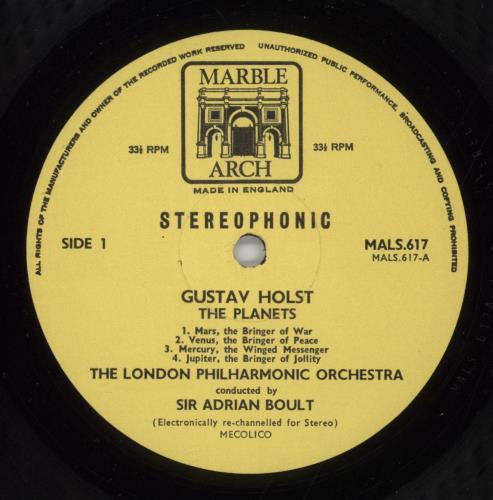 ALL RIGHTS OF THE MANUFACTURERS AND OWNER OF THE RECORDED WORK RESERVED
UNAUTHORIZED PUBLIC PERFORMANCE, BROADCASTING AND COPYING PROHIBITED
MARBLE
ARCH
33⅓ RPM
33⅓ RPM
MADE IN ENGLAND
STEREOPHONIC
SIDE 1
MALS.617
MALS.617-A
GUSTAV HOLST
THE PLANETS
1. Mars, the Bringer of War
2. Venus, the Bringer of Peace
3. Mercury, the Winged Messenger
4. Jupiter, the Bringer of Jollity
THE LONDON PHILHARMONIC ORCHESTRA
conducted by
SIR ADRIAN BOULT
(Electronically re-channelled for Stereo)
MECOLICO